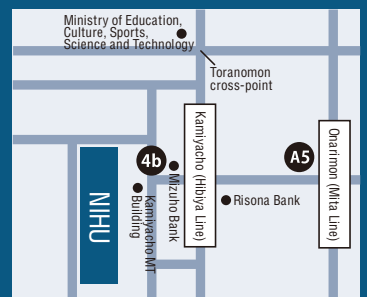 Ministry of Education,
Culture, Sports,
Science and Technology
Toranomon
cross-point
Kamiyacho (Hibiya Line)
Onarimon (Mita Line)
4b
A5
Mizuho Bank
Kamiyacho MT
Building
NIHU
Risona Bank